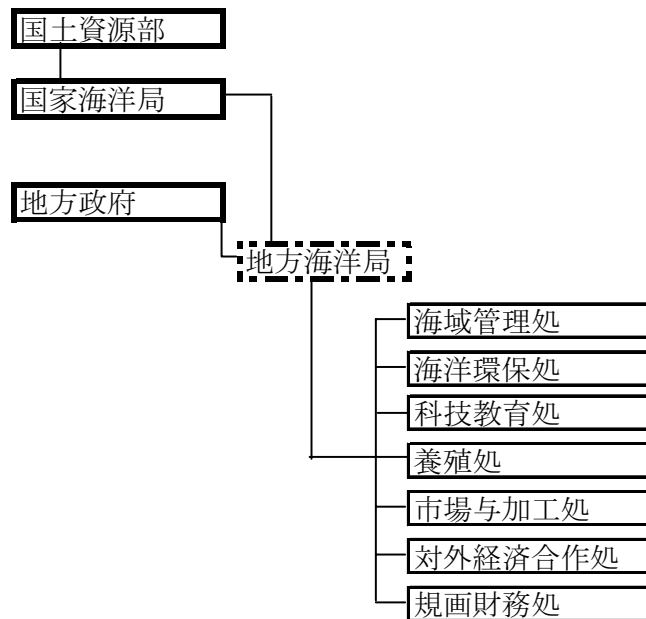 国土資源部
国家海洋局
地方政府
地方海洋局
海域管理処
海洋環保処
科技教育処
養殖処
市場与加工処
対外経済合作処
規画財務処